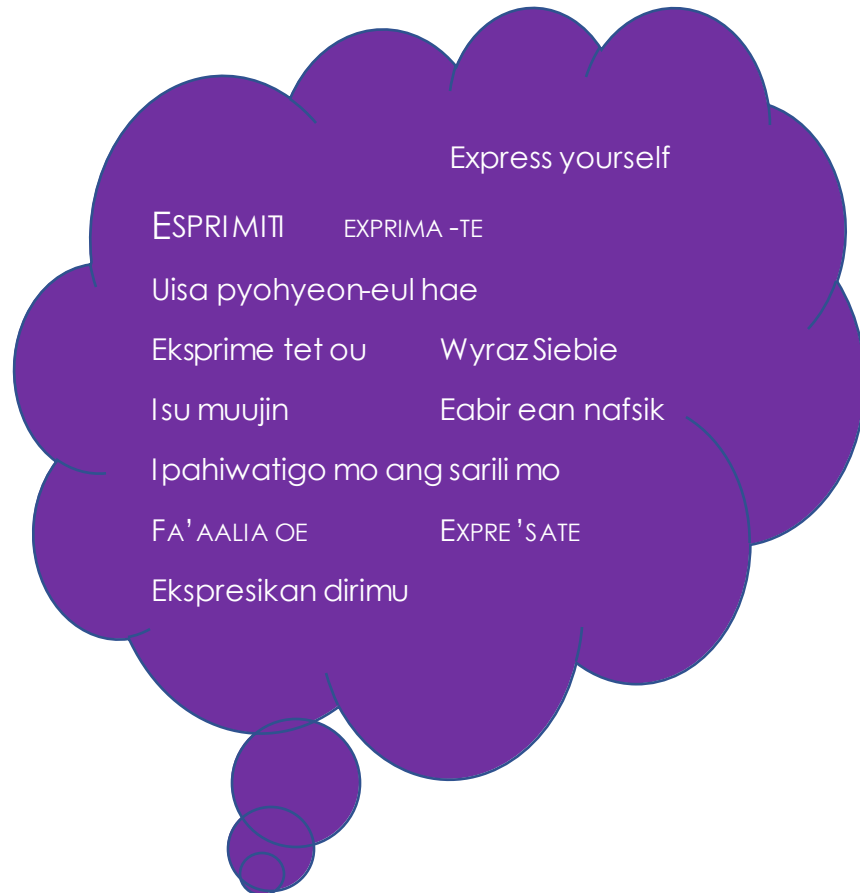 Express yourself
ESPRIMITI EXPRIMA -TE
Uisa pyohyeon-eul hae
Eksprime tet ou Wyraz Siebie
Isu muujin Eabir ean nafsik
Ipahiwatigo mo ang sarili mo
FA'AALIA OE EXPRE'SATE
Ekspresikan dirimu